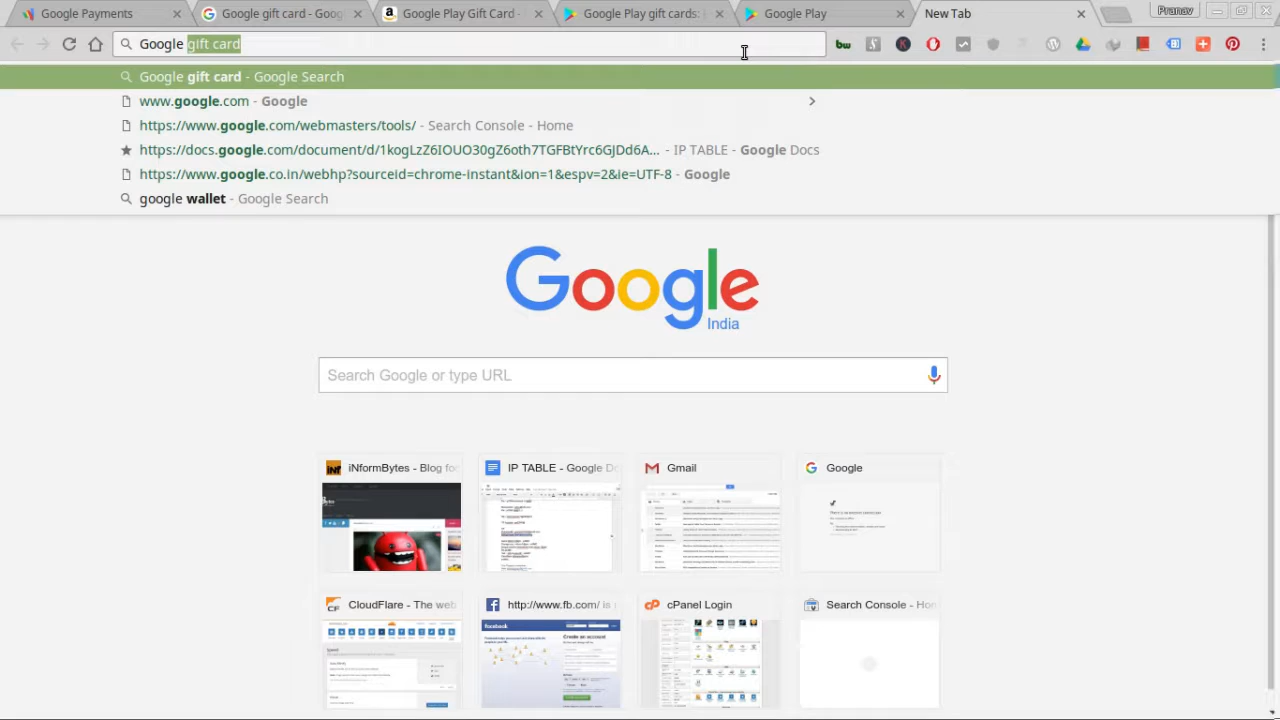 Google Payments
Google gift card - Goog
Google Play Gift Card -
Google Play gift cards:
Google Play
New Tab
Pranav
Google gift card
Google gift card - Google Search
www.google.com - Google
https://www.google.com/webmasters/tools/ - Search Console - Home
https://docs.google.com/document/d/1kogLzZ6IOUO30gZ6oth7TGFBtYrc6GJDd6A... - IP TABLE - Google Docs
https://www.google.co.in/webhp?sourceid=chrome-instant&ion=1&espv=2&ie=UTF-8 - Google
google wallet - Google Search
Google
India
Search Google or type URL
iNformBytes - Blog fo
IP TABLE - Google Do
Gmail
Google
CloudFlare - The web
http://www.fb.com/ is
cPanel Login
Search Console - Hom
facebook